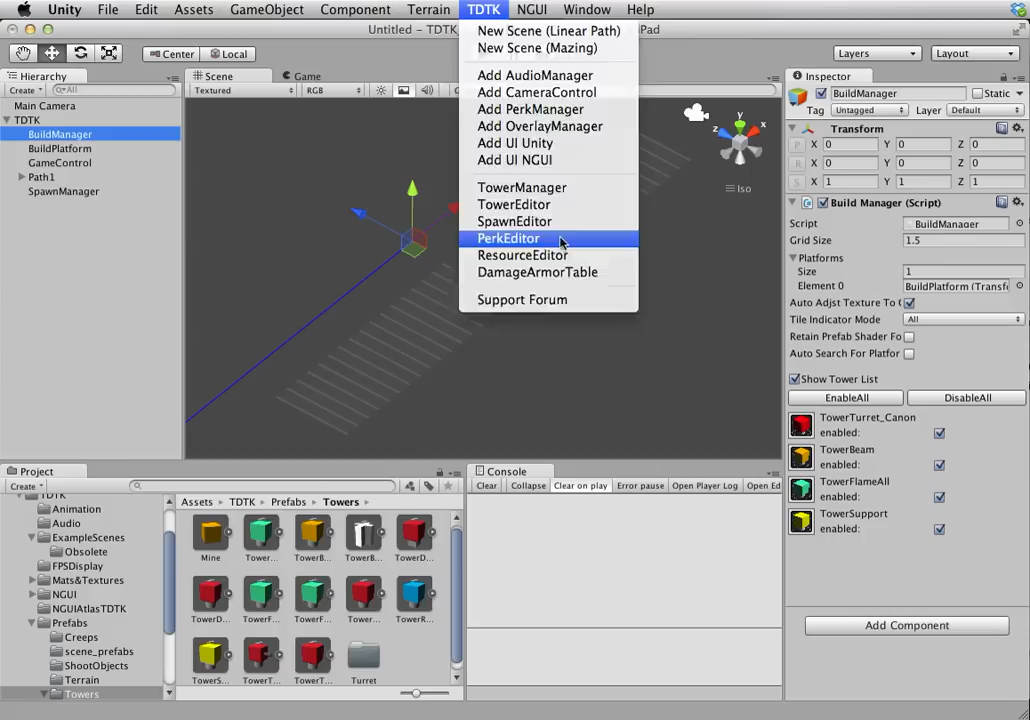 Unity File Edit Assets GameObject Component Terrain TDTK NGUI Window Help
Untitled - TDTK
Pad
Center
Local
Layers
Layout
Hierarchy
Create
All
Main Camera
TDTK
BuildManager
BuildPlatform
GameControl
Path1
SpawnManager
Scene
Game
Textured
RGB
z
y
x
Iso
New Scene (Linear Path)
New Scene (Mazing)
Add AudioManager
Add CameraControl
Add PerkManager
Add OverlayManager
Add UI Unity
Add UI NGUI
TowerManager
TowerEditor
SpawnEditor
PerkEditor
ResourceEditor
DamageArmorTable
Support Forum
Inspector
BuildManager
Static
Tag Untagged Layer Default
Transform
P X 0 Y 0 Z 0
R X 0 Y 0 Z 0
S X 1 Y 1 Z 1
Build Manager (Script)
Script BuildManager
Grid Size 1.5
Platforms
Size 1
Element 0 BuildPlatform (Transf
Auto Adjst Texture To
Tile Indicator Mode All
Retain Prefab Shader Fo
Auto Search For Platfor
Show Tower List
EnableAll
DisableAll
TowerTurret_Canon
enabled:
TowerBeam
enabled:
TowerFlameAll
enabled:
TowerSupport
enabled:
Add Component
Project
Create
TDTK
Animation
Audio
ExampleScenes
Obsolete
FPSDisplay
Mats&Textures
NGUI
NGUIAtlasTDTK
Prefabs
Creeps
scene_prefabs
ShootObjects
Terrain
Towers
Assets TDTK Prefabs Towers
Mine Tower... TowerB... TowerB... TowerD...
TowerD... TowerF... TowerF... Tower... TowerR...
TowerS... TowerT... TowerT... Turret
Console
Clear Collapse Clear on play Error pause Open Player Log Open Ed